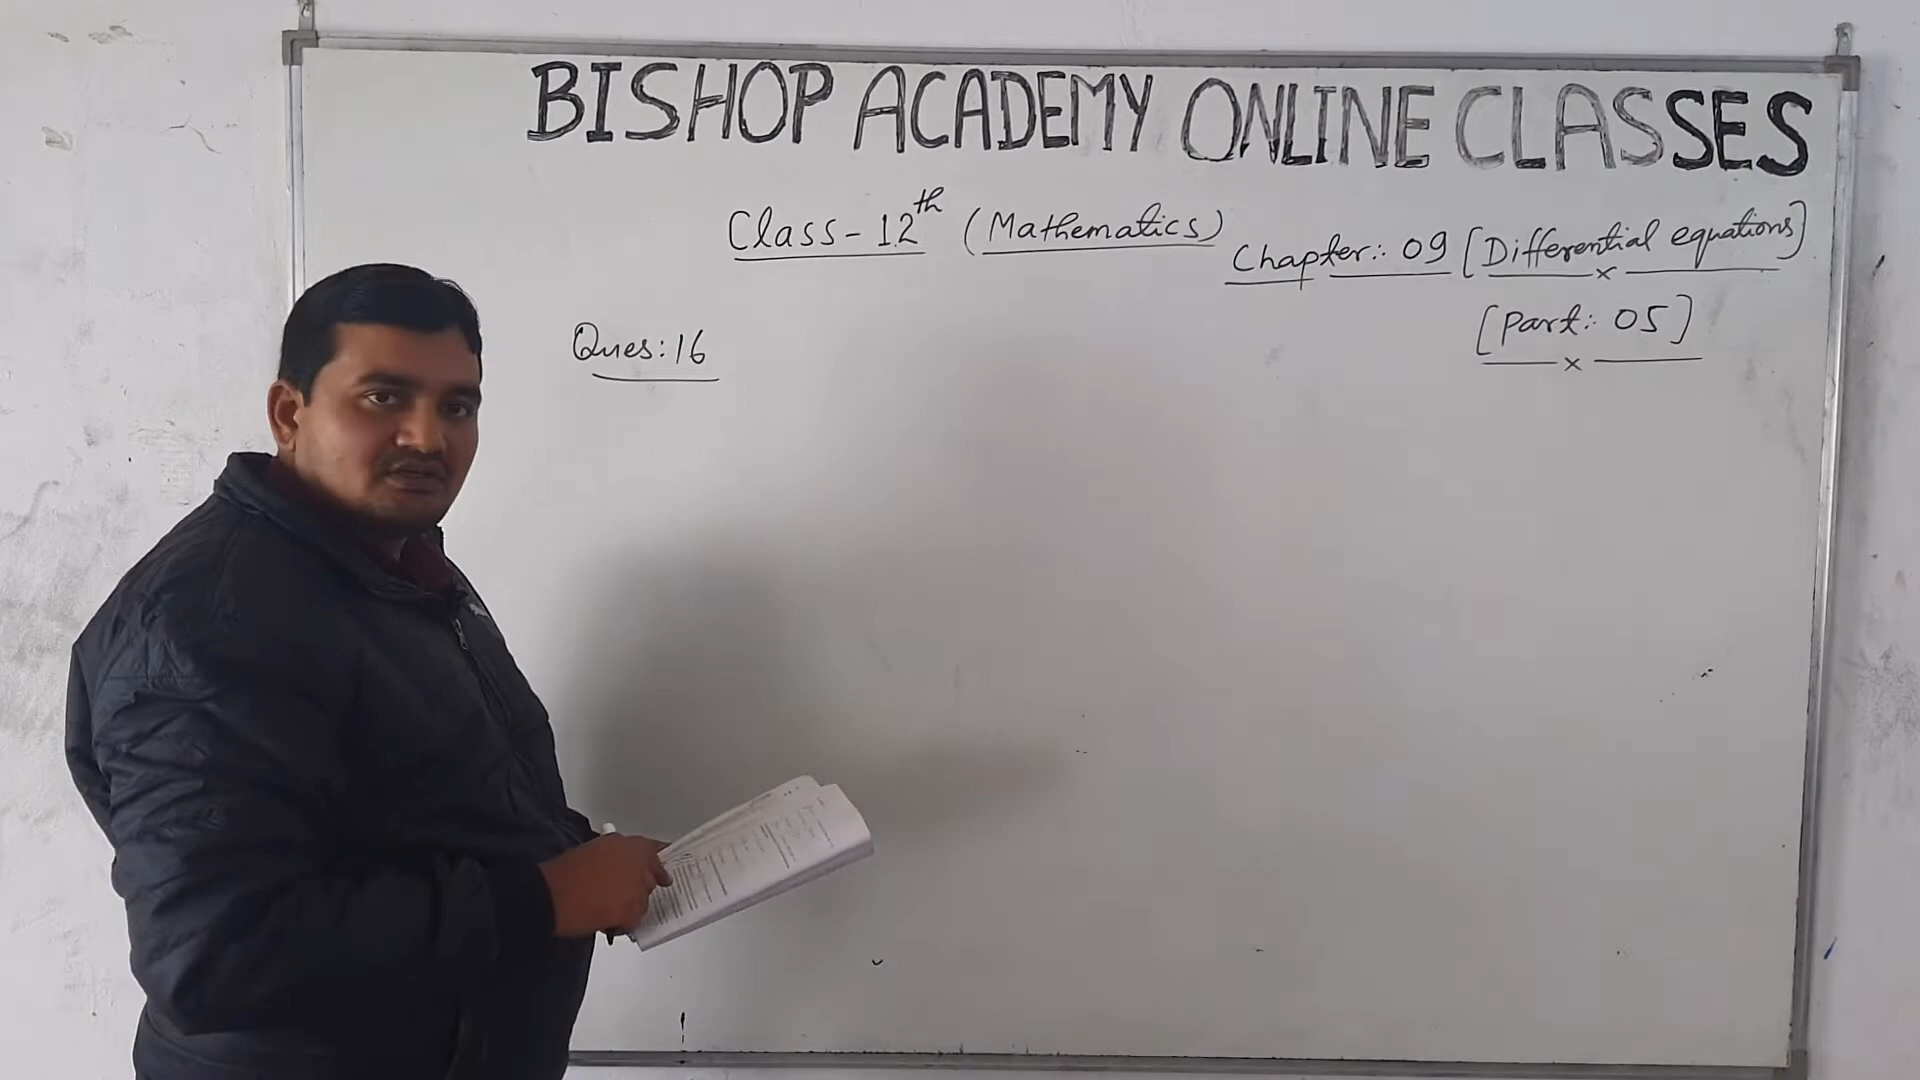 BISHOP ACADEMY ONLINE CLASSES
Class-12th (Mathematics)
Chapter:. 09 [Differential equations]
[Part:. 05]
Ques:16